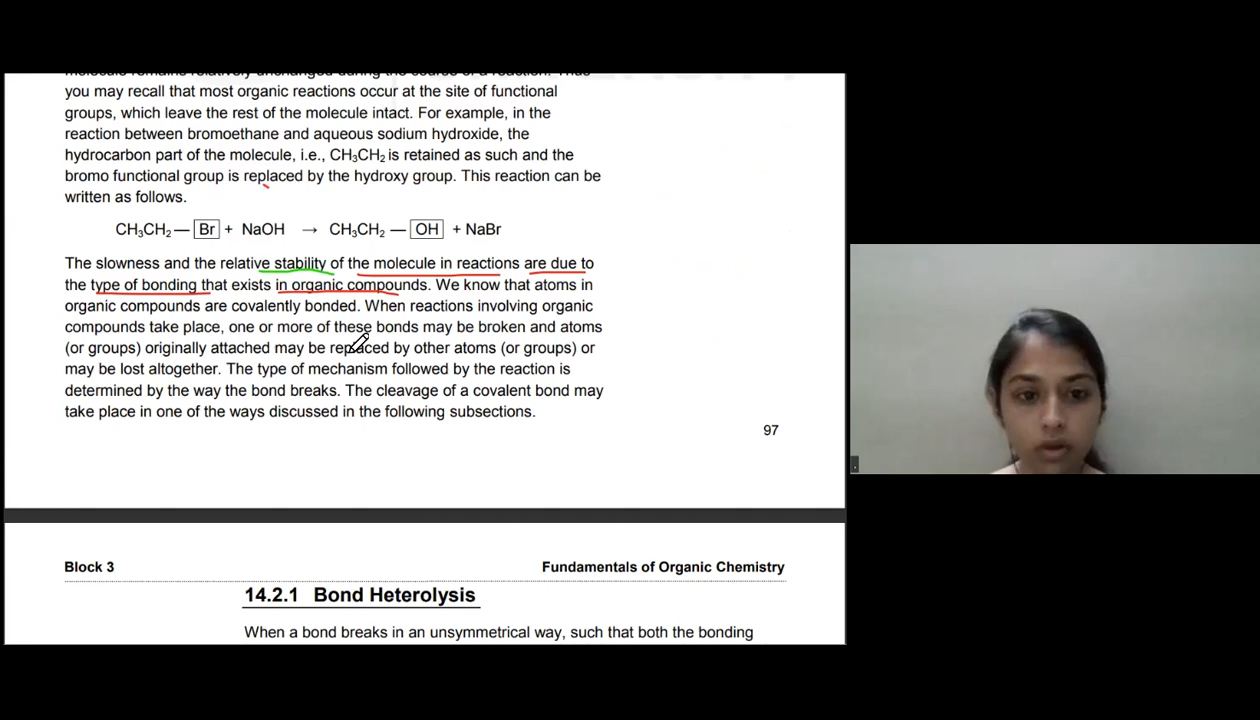 molecule remains relatively unchanged during the course of a reaction. Thus
you may recall that most organic reactions occur at the site of functional
groups, which leave the rest of the molecule intact. For example, in the
reaction between bromoethane and aqueous sodium hydroxide, the
hydrocarbon part of the molecule, i.e., CH₃CH₂ is retained as such and the
bromo functional group is replaced by the hydroxy group. This reaction can be
written as follows.
CH₃CH₂ — Br + NaOH → CH₃CH₂ — OH + NaBr
The slowness and the relative stability of the molecule in reactions are due to
the type of bonding that exists in organic compounds. We know that atoms in
organic compounds are covalently bonded. When reactions involving organic
compounds take place, one or more of these bonds may be broken and atoms
(or groups) originally attached may be replaced by other atoms (or groups) or
may be lost altogether. The type of mechanism followed by the reaction is
determined by the way the bond breaks. The cleavage of a covalent bond may
take place in one of the ways discussed in the following subsections.
97
Block 3 Fundamentals of Organic Chemistry
14.2.1 Bond Heterolysis
When a bond breaks in an unsymmetrical way, such that both the bonding